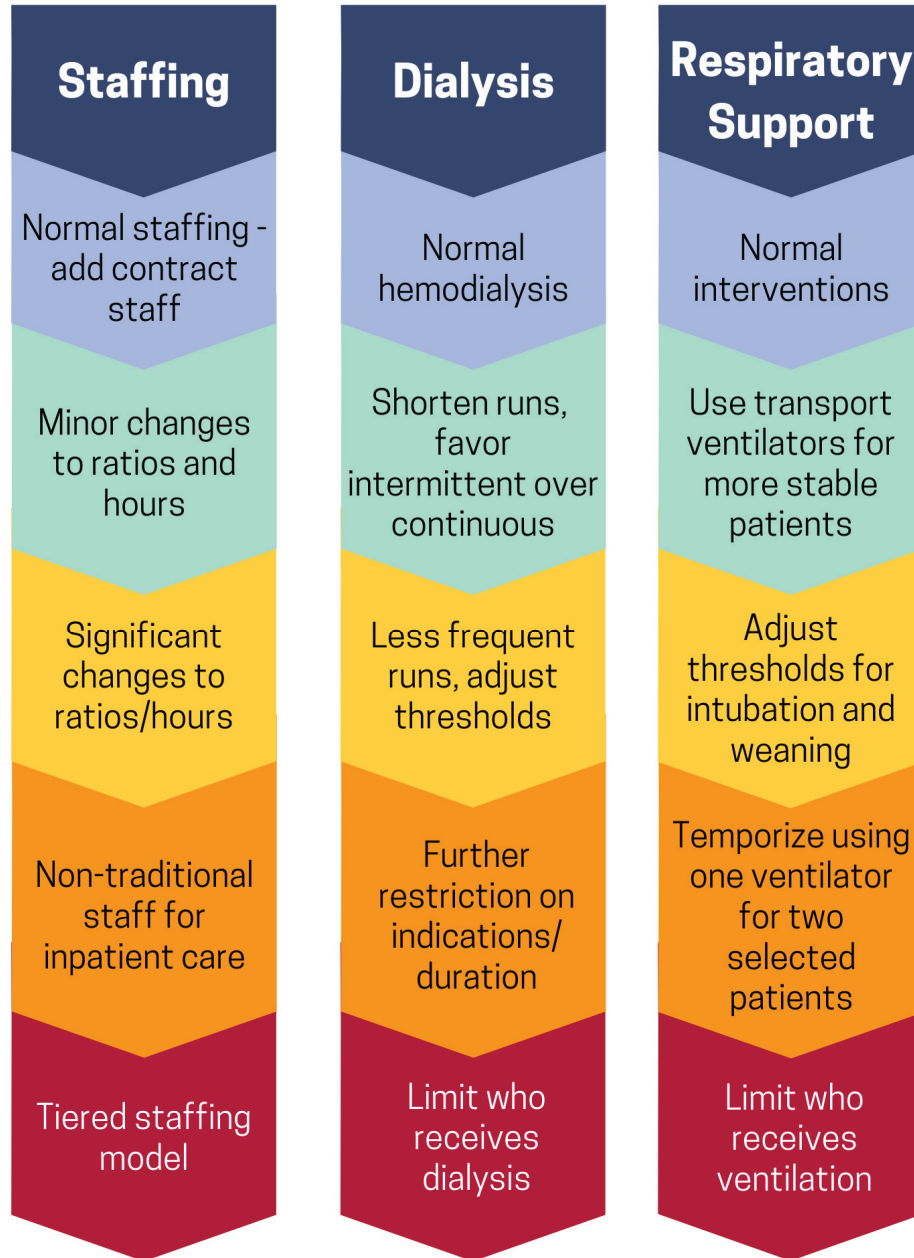 Staffing
Normal staffing -
add contract
staff
Minor changes
to ratios and
hours
Significant
changes to
ratios/hours
Non-traditional
staff for
inpatient care
Tiered staffing
model
Dialysis
Normal
hemodialysis
Shorten runs,
favor
intermittent over
continuous
Less frequent
runs, adjust
thresholds
Further
restriction on
indications/
duration
Limit who
receives
dialysis
Respiratory
Support
Normal
interventions
Use transport
ventilators for
more stable
patients
Adjust
thresholds for
intubation and
weaning
Temporize using
one ventilator
for two
selected
patients
Limit who
receives
ventilation